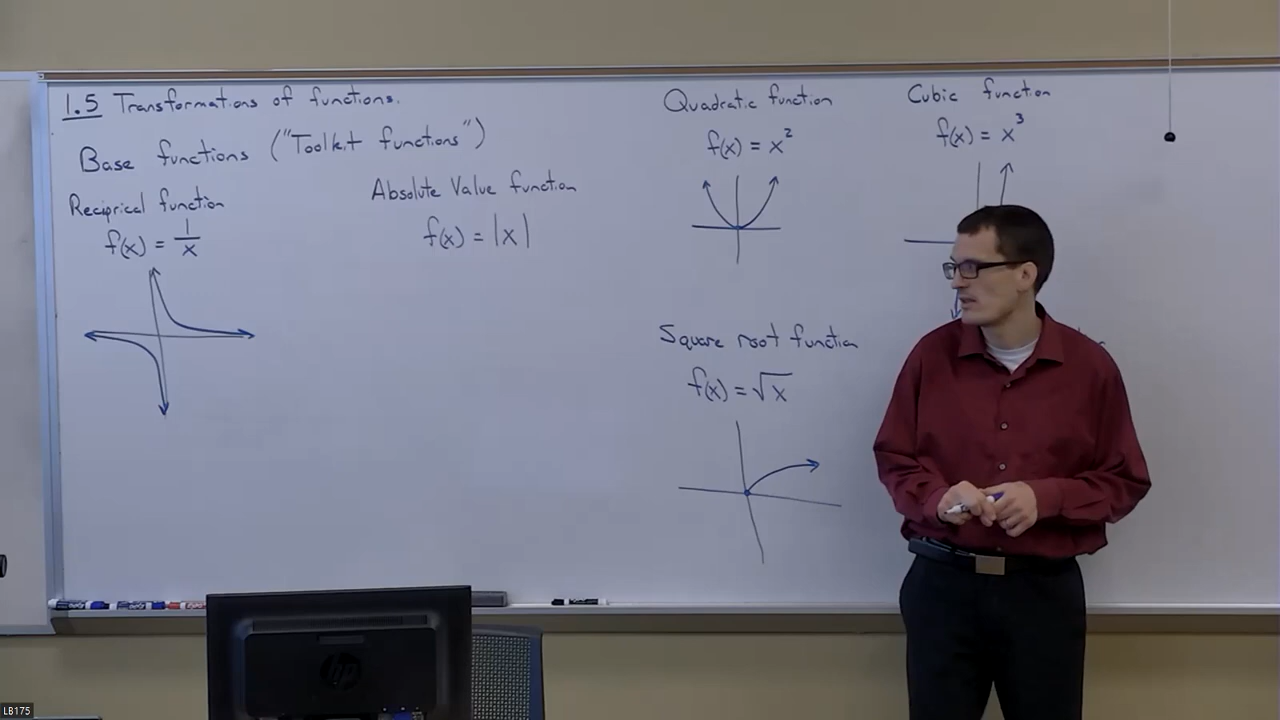 1.5 Transformations of functions.
Base functions ("Toolkit functions")
Reciprical function
f(x) = 1/x
Absolute Value function
f(x) = |x|
Quadratic function
f(x) = x²
Cubic function
f(x) = x³
Square root function
f(x) = √x
hp
LB175